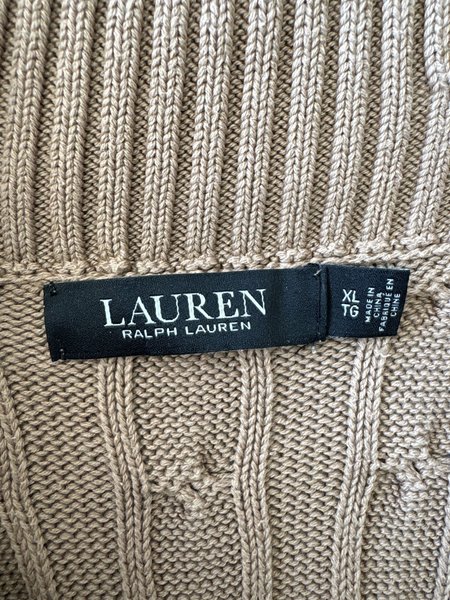 LAUREN
RALPH LAUREN
XL
TG
MADE IN
CHINA
FABRIQUÉ EN
CHINE